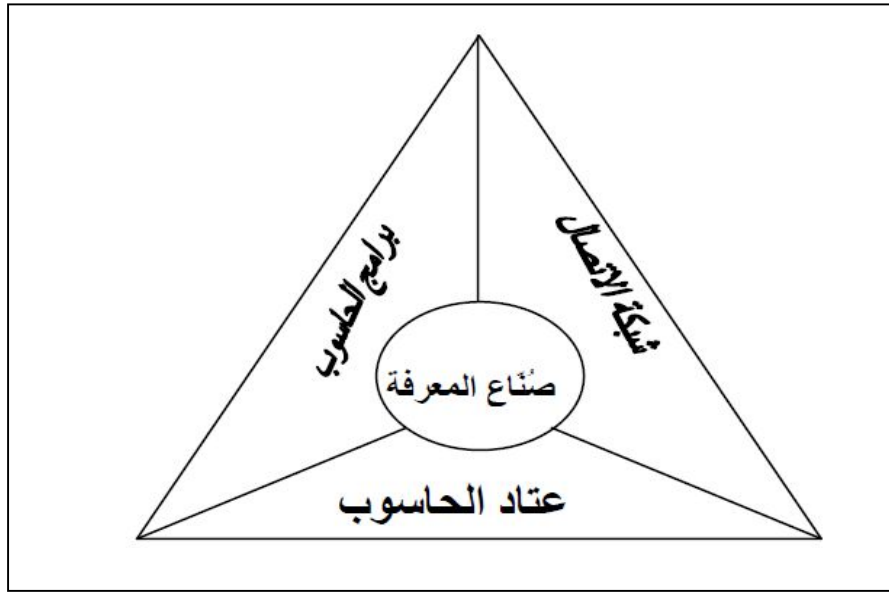 برامج الحاسوب
شبكة الاتصال
صُنّاع المعرفة
عتاد الحاسوب